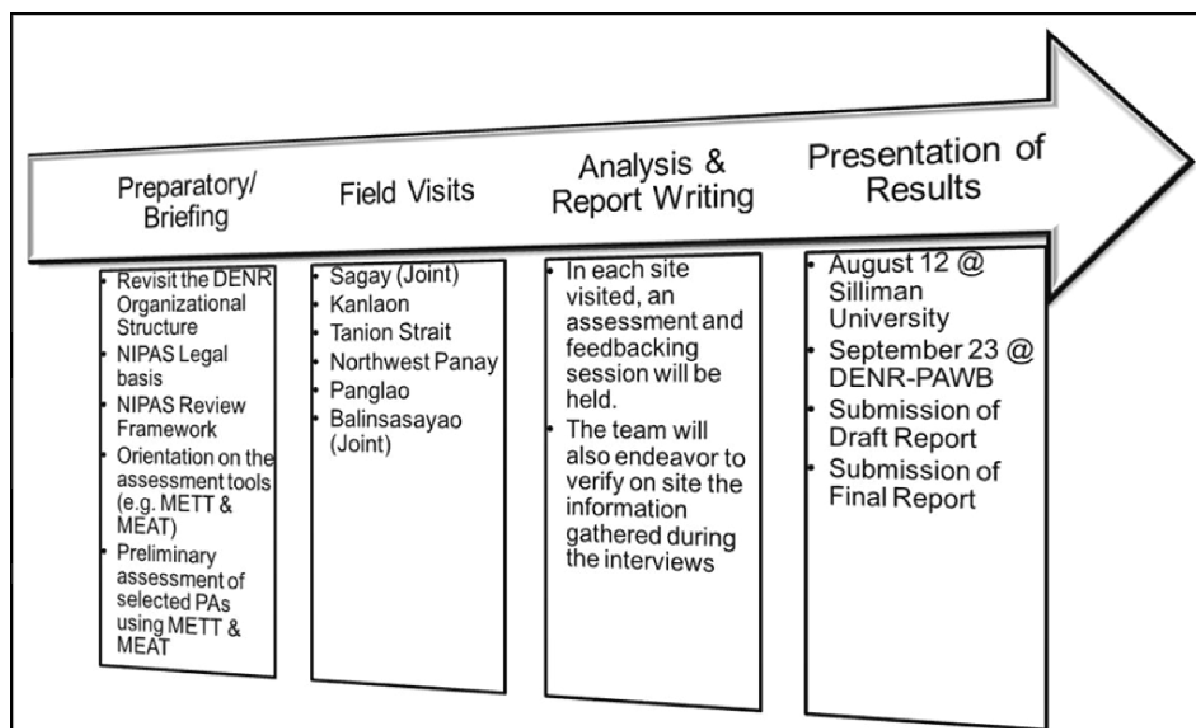 Preparatory/
Briefing
Field Visits
Analysis &
Report Writing
Presentation of
Results
• Revisit the DENR
Organizational
Structure
• NIPAS Legal
basis
• NIPAS Review
Framework
• Orientation on the
assessment tools
(e.g. METT &
MEAT)
• Preliminary
assessment of
selected PAs
using METT &
MEAT
• Sagay (Joint)
• Kanlaon
• Tanion Strait
• Northwest Panay
• Panglao
• Balinsasayao
(Joint)
• In each site
visited, an
assessment and
feedbacking
session will be
held.
• The team will
also endeavor to
verify on site the
information
gathered during
the interviews
• August 12 @
Silliman
University
• September 23 @
DENR-PAWB
• Submission of
Draft Report
• Submission of
Final Report